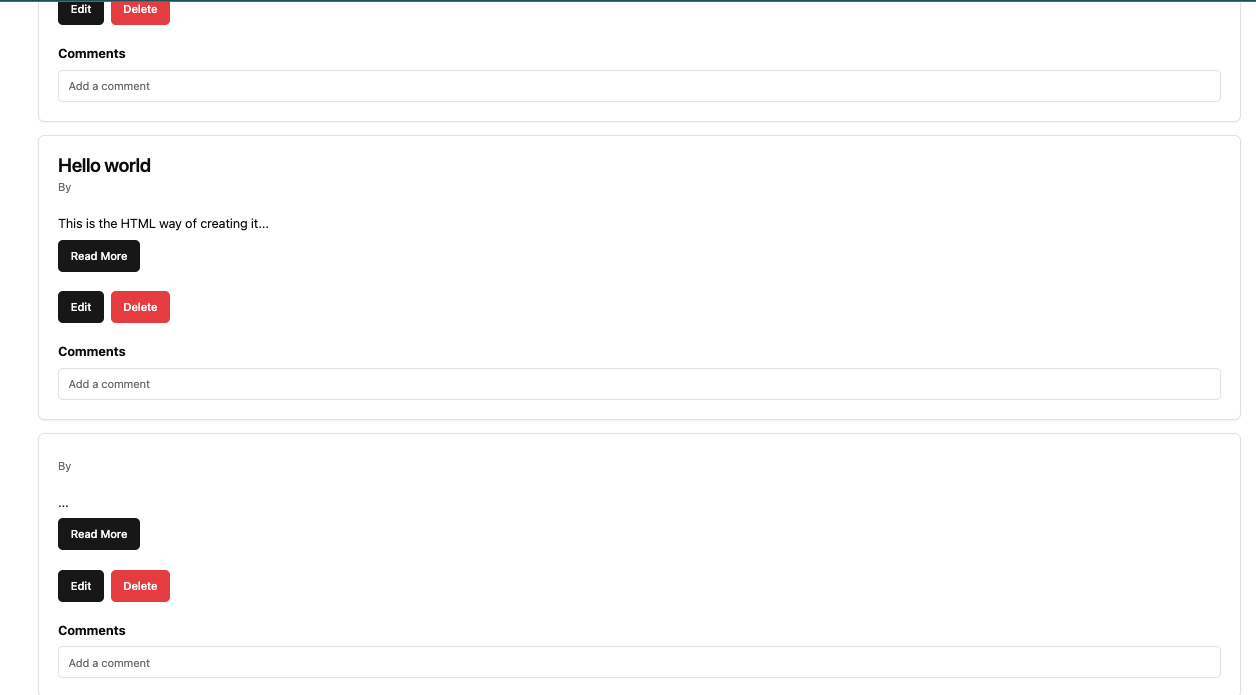 Edit Delete
Comments
Add a comment
Hello world
By
This is the HTML way of creating it...
Read More
Edit Delete
Comments
Add a comment
By
...
Read More
Edit Delete
Comments
Add a comment